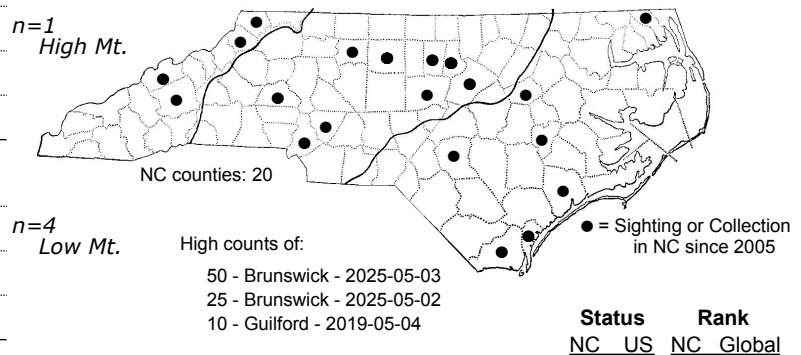 n=1
High Mt.
NC counties: 20
n=4
Low Mt.
● = Sighting or Collection
in NC since 2005
High counts of:
50 - Brunswick - 2025-05-03
25 - Brunswick - 2025-05-02
10 - Guilford - 2019-05-04
Status Rank
NC US NC Global